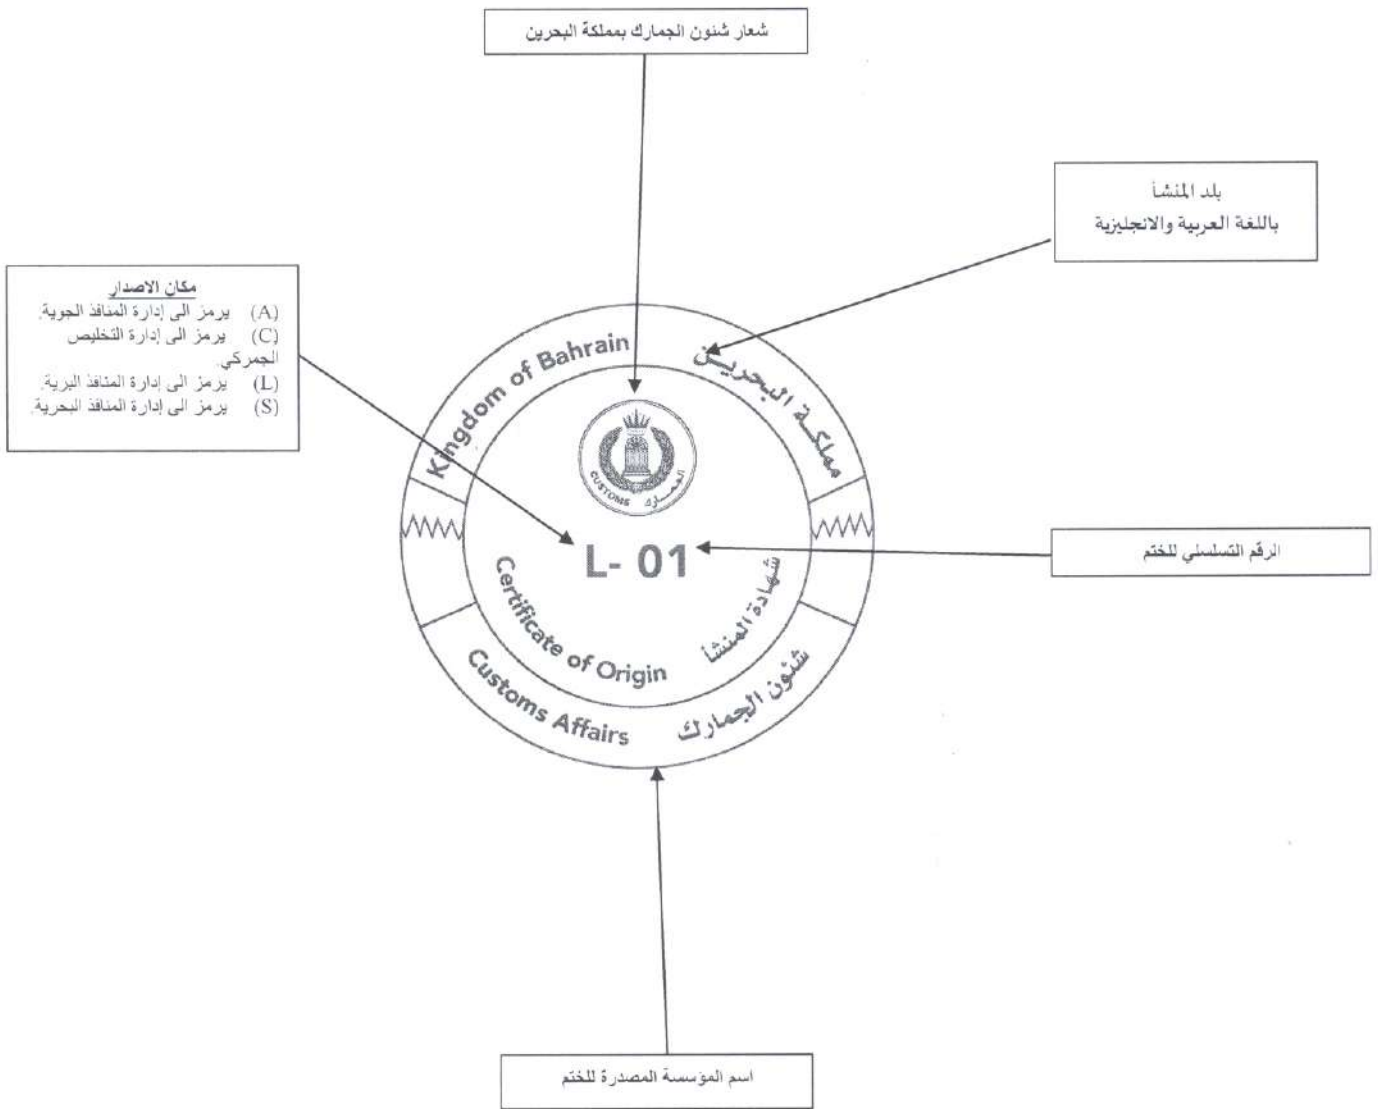 شعار شئون الجمارك بمملكة البحرين
بلد المنشأ
باللغة العربية والانجليزية
مكان الاصدار
(A) يرمز الى إدارة المنافذ الجوية.
(C) يرمز الى إدارة التخليص
الجمركي.
(L) يرمز الى إدارة المنافذ البرية.
(S) يرمز الى إدارة المنافذ البحرية.
Kingdom of Bahrain
مملكة البحرين
CUSTOMS الجمارك
L- 01
الرقم التسلسلي للختم
Certificate of Origin
شهادة المنشأ
Customs Affairs
شئون الجمارك
اسم المؤسسة المصدرة للختم